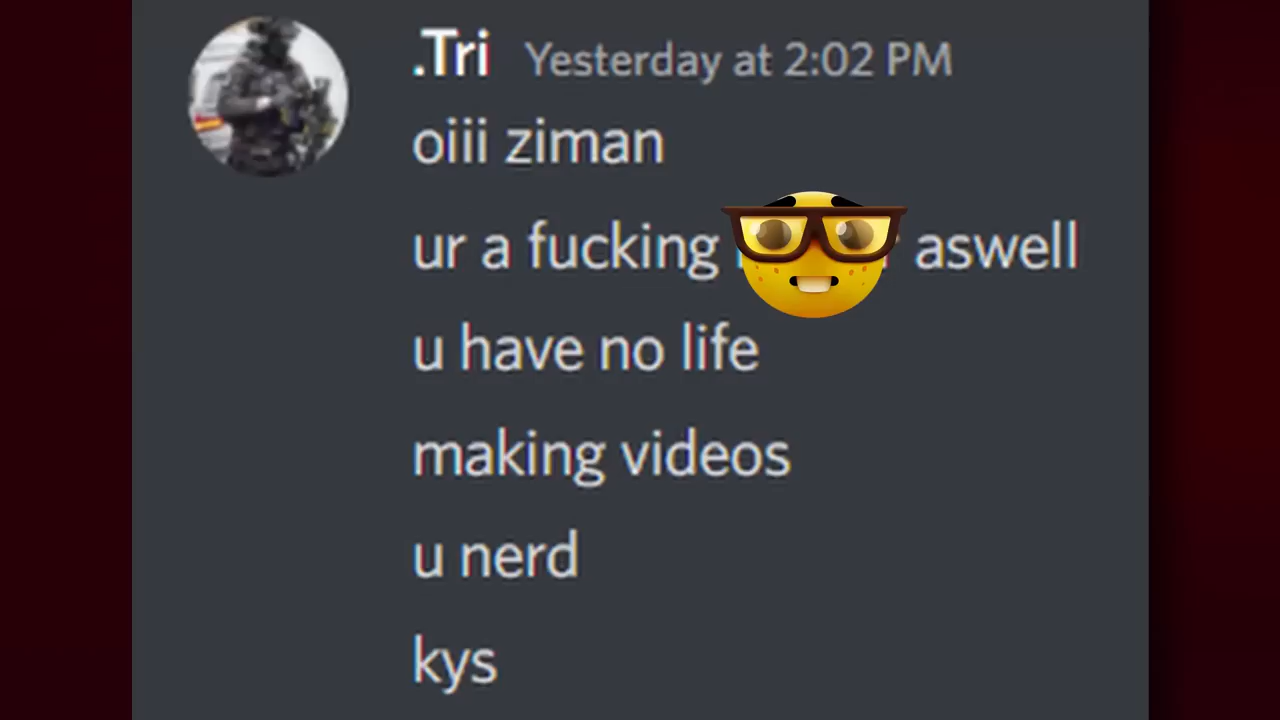 .Tri Yesterday at 2:02 PM
oiii ziman
ur a fucking aswell
u have no life
making videos
u nerd
kys